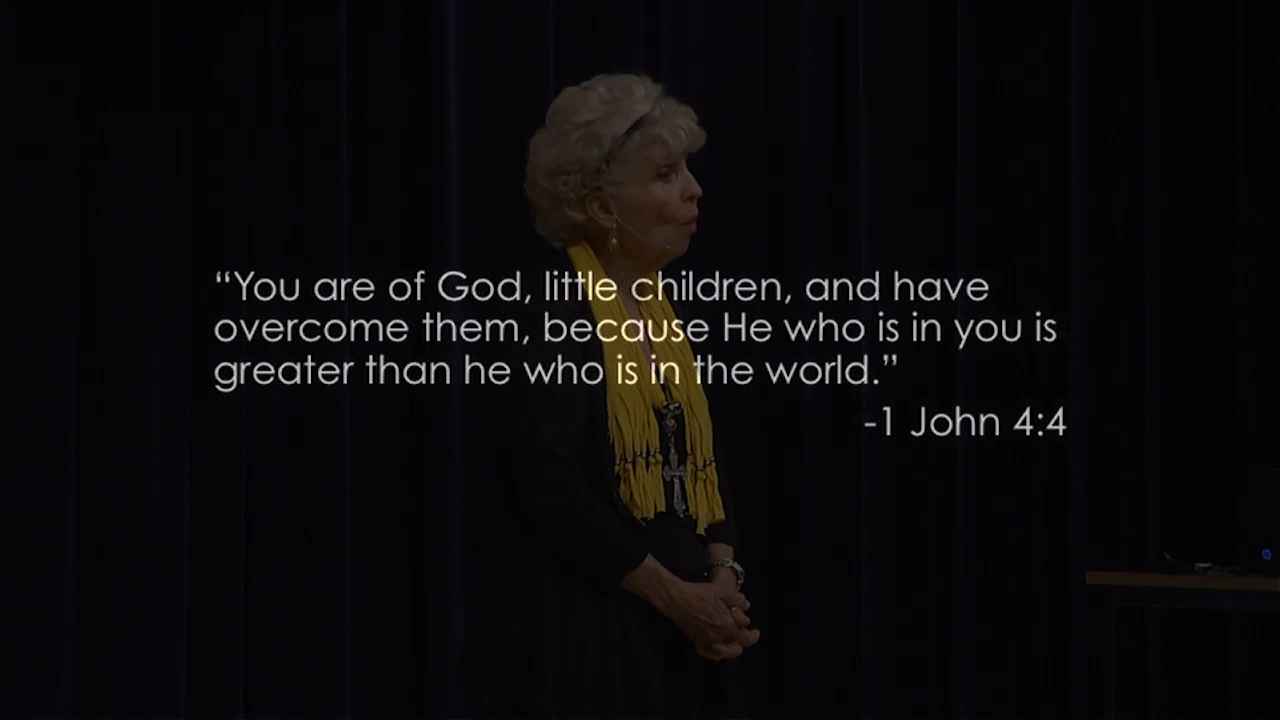 “You are of God, little children, and have
overcome them, because He who is in you is
greater than he who is in the world.”
-1 John 4:4